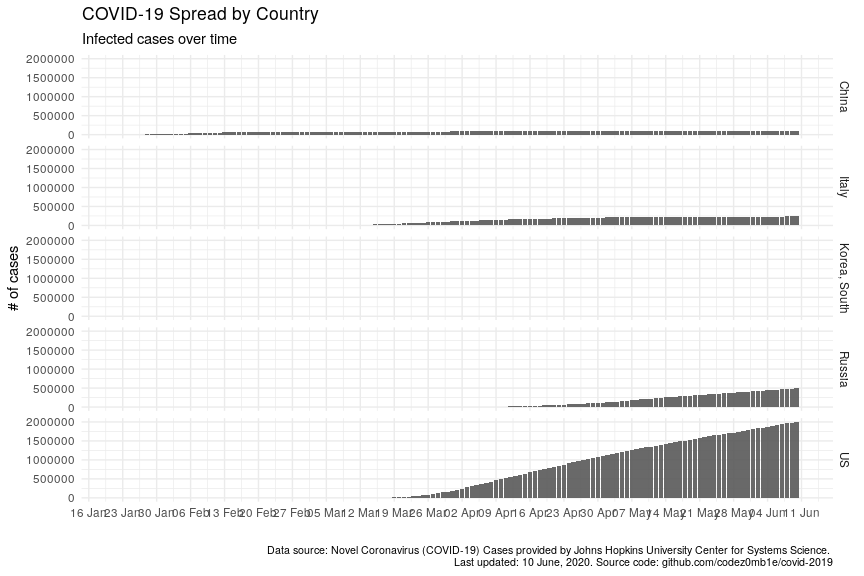 COVID-19 Spread by Country
Infected cases over time
# of cases
2000000
1500000
1000000
500000
0
China
2000000
1500000
1000000
500000
0
Italy
2000000
1500000
1000000
500000
0
Korea, South
2000000
1500000
1000000
500000
0
Russia
2000000
1500000
1000000
500000
0
US
16 Jan 23 Jan 30 Jan 06 Feb 13 Feb 20 Feb 27 Feb 05 Mar 12 Mar 19 Mar 26 Mar 02 Apr 09 Apr 16 Apr 23 Apr 30 Apr 07 May 14 May 21 May 28 May 04 Jun 11 Jun
Data source: Novel Coronavirus (COVID-19) Cases provided by Johns Hopkins University Center for Systems Science.
Last updated: 10 June, 2020. Source code: github.com/codez0mb1e/covid-2019